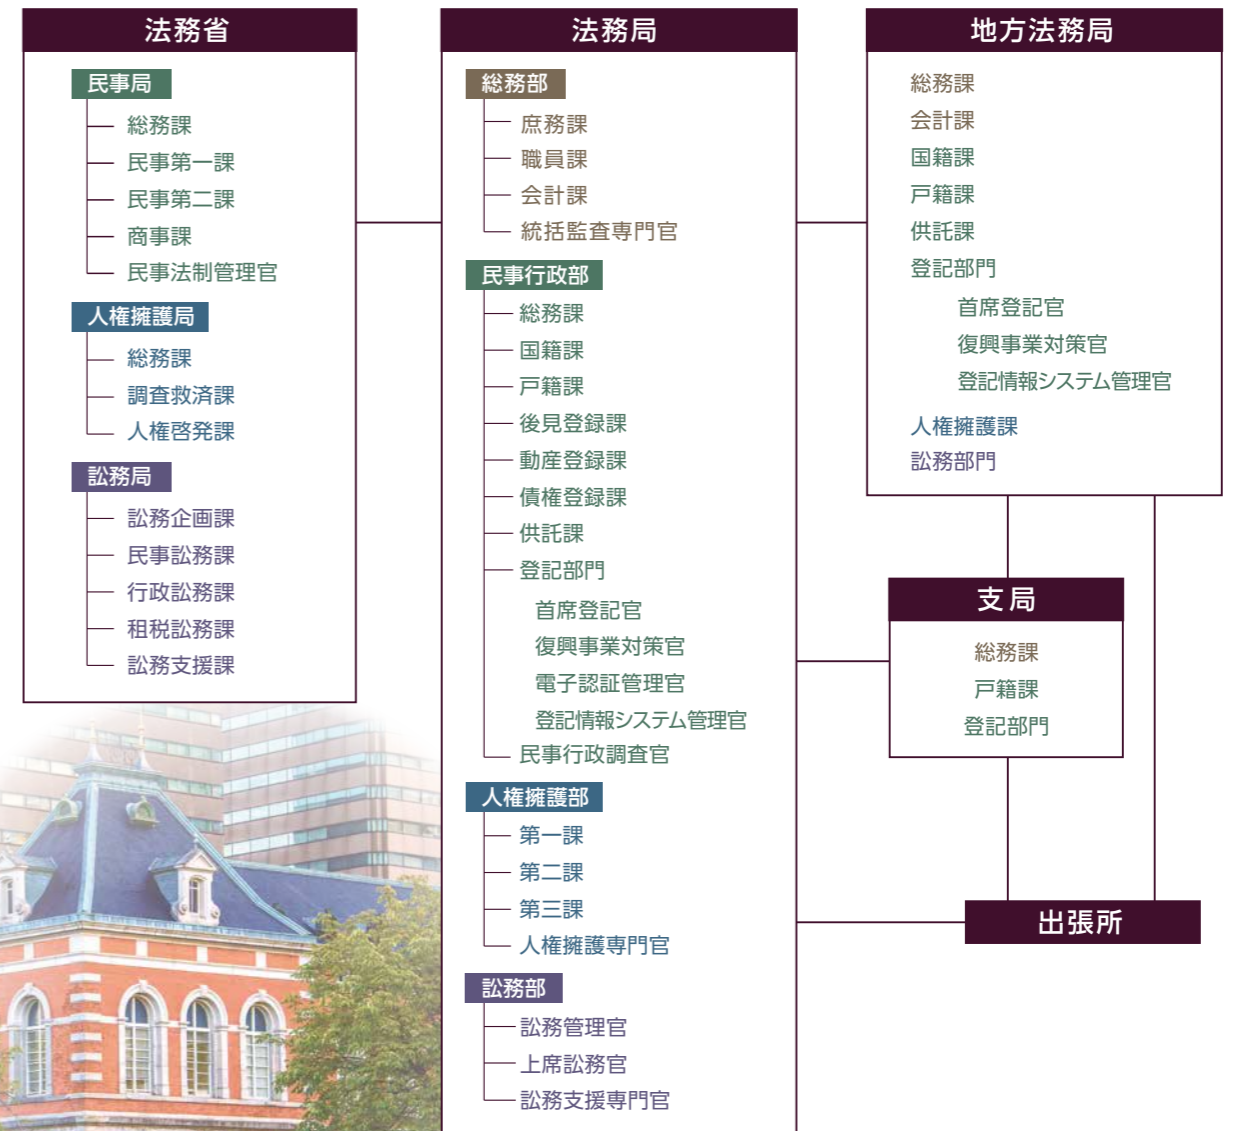 法務省
民事局
総務課
民事第一課
民事第二課
商事課
民事法制管理官
人権擁護局
総務課
調査救済課
人権啓発課
訟務局
訟務企画課
民事訟務課
行政訟務課
租税訟務課
訟務支援課
法務局
総務部
庶務課
職員課
会計課
統括監査専門官
民事行政部
総務課
国籍課
戸籍課
後見登録課
動産登録課
債権登録課
供託課
登記部門
首席登記官
復興事業対策官
電子認証管理官
登記情報システム管理官
民事行政調査官
人権擁護部
第一課
第二課
第三課
人権擁護専門官
訟務部
訟務管理官
上席訟務官
訟務支援専門官
地方法務局
総務課
会計課
国籍課
戸籍課
供託課
登記部門
首席登記官
復興事業対策官
登記情報システム管理官
人権擁護課
訟務部門
支局
総務課
戸籍課
登記部門
出張所